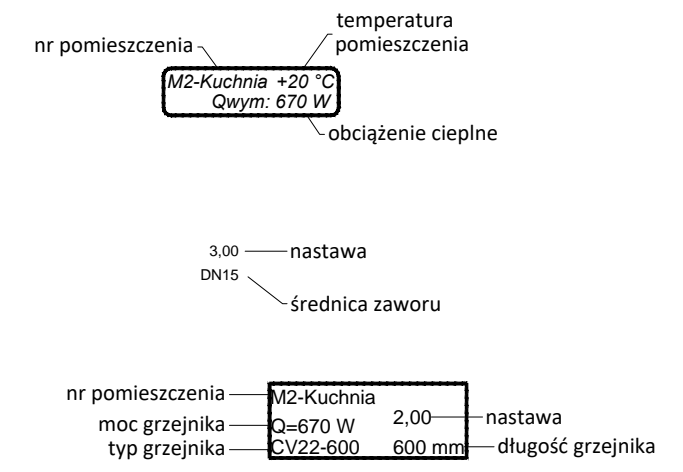 temperatura
nr pomieszczenia pomieszczenia
M2-Kuchnia +20 °C
Qwym: 670 W
obciążenie cieplne
3,00 nastawa
DN15
średnica zaworu
nr pomieszczenia M2-Kuchnia
moc grzejnika Q=670 W 2,00 nastawa
typ grzejnika CV22-600 600 mm długość grzejnika